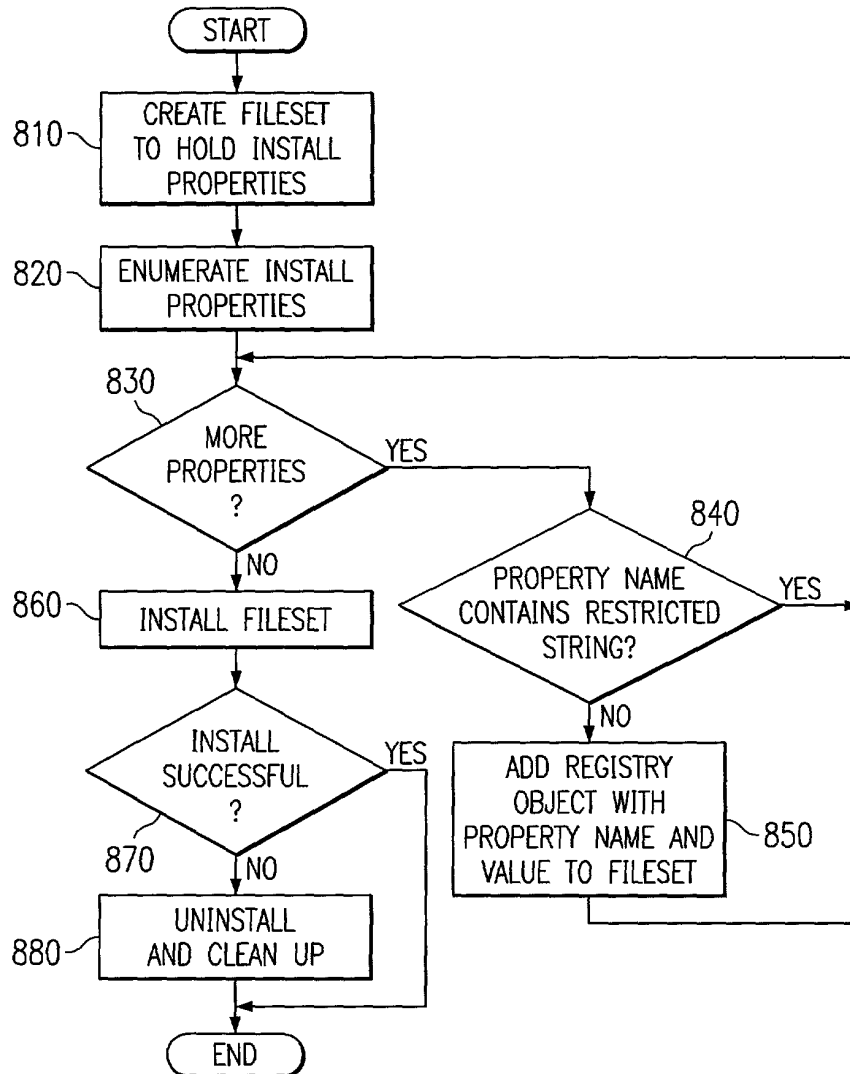 START
810
CREATE FILESET
TO HOLD INSTALL
PROPERTIES
820
ENUMERATE INSTALL
PROPERTIES
830
MORE
PROPERTIES
?
YES
NO
840
PROPERTY NAME
CONTAINS RESTRICTED
STRING?
YES
NO
850
ADD REGISTRY
OBJECT WITH
PROPERTY NAME AND
VALUE TO FILESET
860
INSTALL FILESET
870
INSTALL
SUCCESSFUL
?
YES
NO
880
UNINSTALL
AND CLEAN UP
END